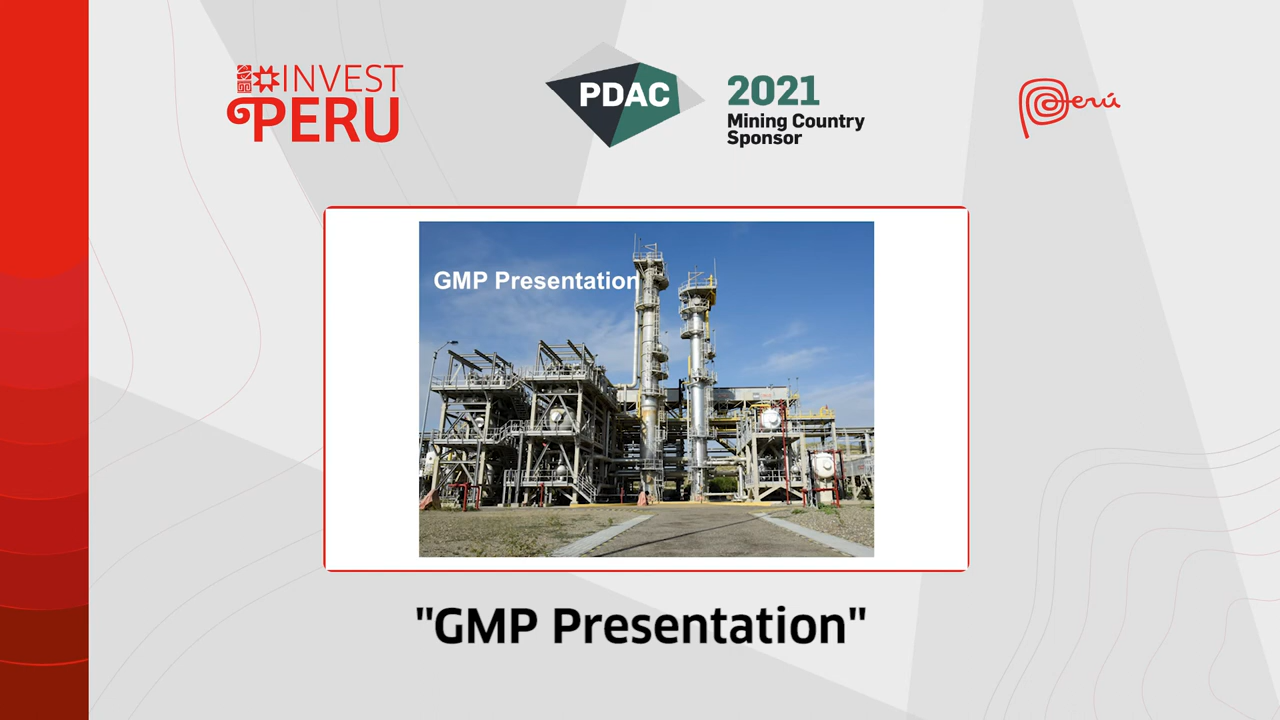 INVEST
PERU
PDAC
2021
Mining Country
Sponsor
Perú
GMP Presentation
"GMP Presentation"